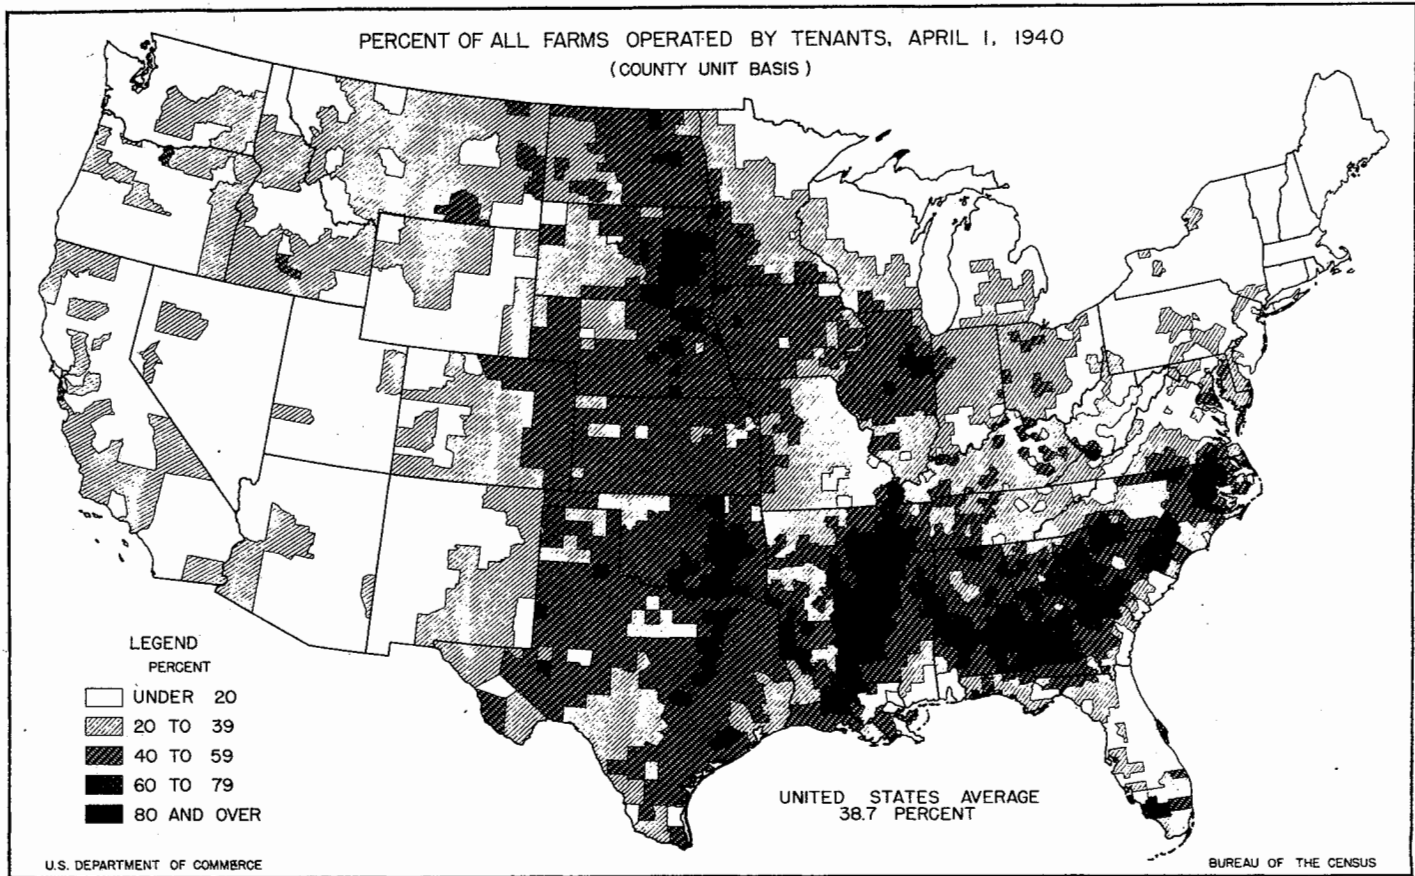 PERCENT OF ALL FARMS OPERATED BY TENANTS, APRIL 1, 1940
(COUNTY UNIT BASIS)
LEGEND
PERCENT
UNDER 20
20 TO 39
40 TO 59
60 TO 79
80 AND OVER
UNITED STATES AVERAGE
38.7 PERCENT
U.S. DEPARTMENT OF COMMERCE
BUREAU OF THE CENSUS